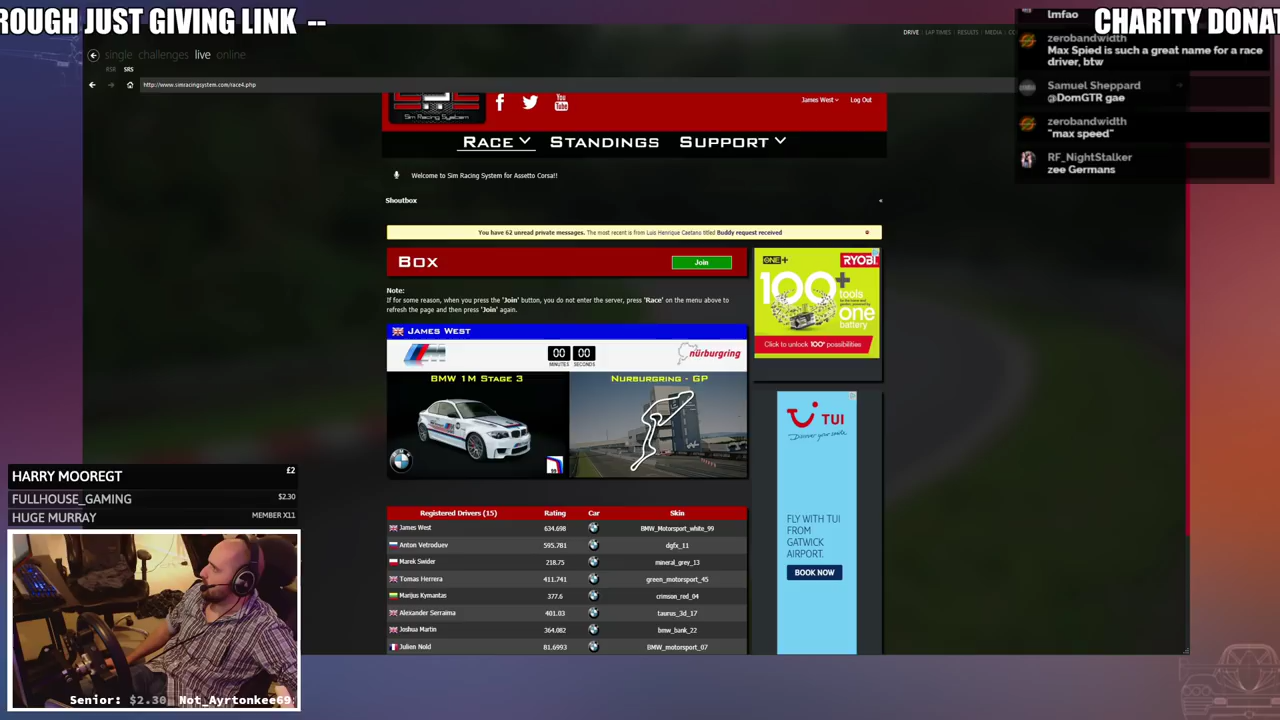 ROUGH JUST GIVING LINK --
CHARITY DONAT
single challenges live online
RSR SRS
DRIVE LAP TIMES RESULTS MEDIA
http://www.simracingsystem.com/race4.php
lmfao
zerobandwidth
Max Spied is such a great name for a race
driver, btw
Samuel Sheppard
@DomGTR gae
zerobandwidth
"max speed"
RF_NightStalker
zee Germans
Sim Racing System
You
James West
Log Out
RACE STANDINGS SUPPORT
Welcome to Sim Racing System for Assetto Corsa!!
Shoutbox
You have 62 unread private messages. The most recent is from Luis Henrique Caetano titled Buddy request received
BOX
Join
Note:
If for some reason, when you press the 'Join' button, you do not enter the server, press 'Race' on the menu above to
refresh the page and then press 'Join' again.
JAMES WEST
00 00
MINUTES SECONDS
nürburgring
BMW 1M STAGE 3
NURBURGRING - GP
ONE+
RYOBI
100+
tools
one
battery
Click to unlock 100+ possibilities
TUI
Discover your smile
FLY WITH TUI
FROM
GATWICK
AIRPORT.
BOOK NOW
Registered Drivers (15) Rating Car Skin
James West 634.698 BMW_Motorsport_white_99
Anton Vetroduev 595.781 dgfx_11
Marek Swider 218.75 mineral_grey_13
Tomas Herrera 411.741 green_motorsport_45
Marijus Kymantas 377.6 crimson_red_04
Alexander Serraima 401.03 taurus_3d_17
Joshua Martin 364.082 bmw_bank_22
Julien Nold 81.6993 BMW_motorsport_07
HARRY MOOREGT £2
FULLHOUSE_GAMING $2.30
HUGE MURRAY MEMBER X11
Senior: $2.30 Not_Ayrtonkee69: